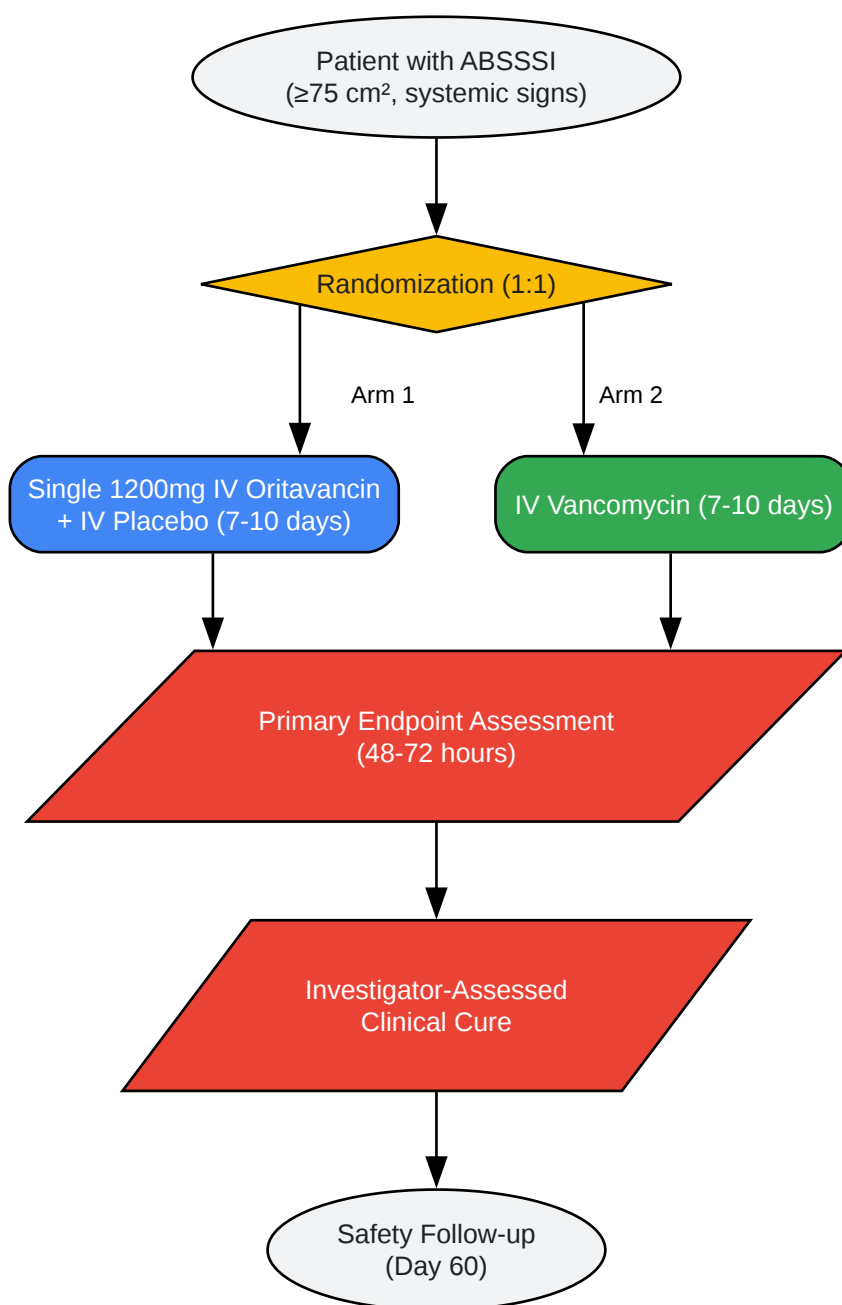 Patient with ABSSSI
(≥75 cm², systemic signs)
Randomization (1:1)
Arm 1
Arm 2
Single 1200mg IV Oritavancin
+ IV Placebo (7-10 days)
IV Vancomycin (7-10 days)
Primary Endpoint Assessment
(48-72 hours)
Investigator-Assessed
Clinical Cure
Safety Follow-up
(Day 60)